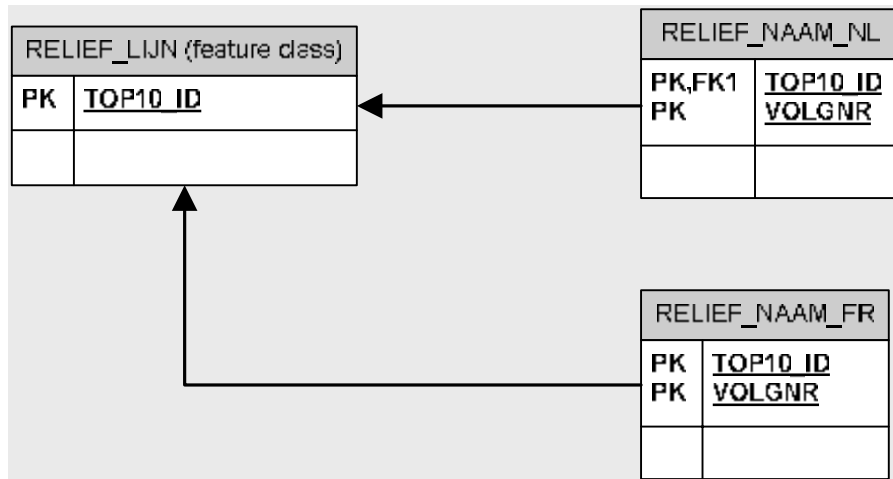 RELIEF_LIJN (feature class)
PK TOP10_ID
RELIEF_NAAM_NL
PK,FK1 TOP10_ID
PK VOLGNR
RELIEF_NAAM_FR
PK TOP10_ID
PK VOLGNR